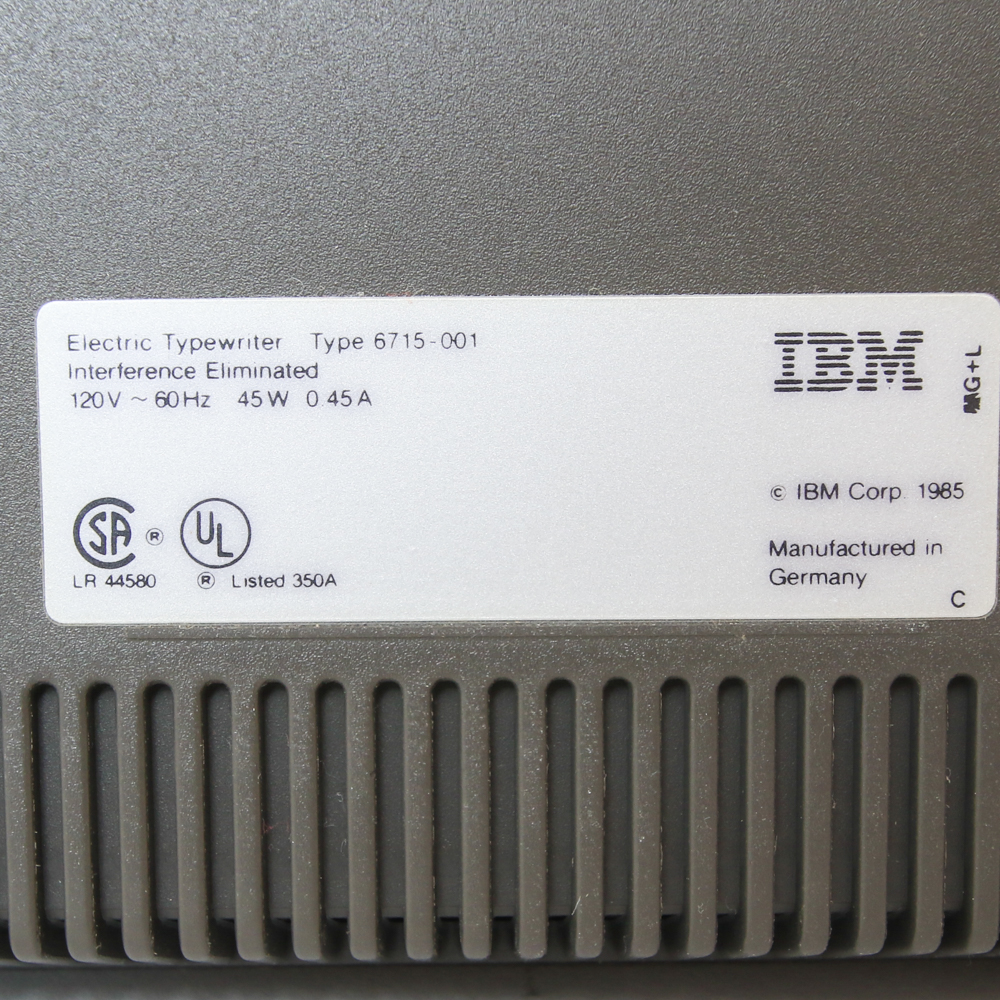 Electric Typewriter Type 6715-001
Interference Eliminated
120V ~ 60Hz 45W 0.45A
IBM
G+L
© IBM Corp. 1985
SA ®
UL
LR 44580 ® Listed 350A
Manufactured in
Germany
C